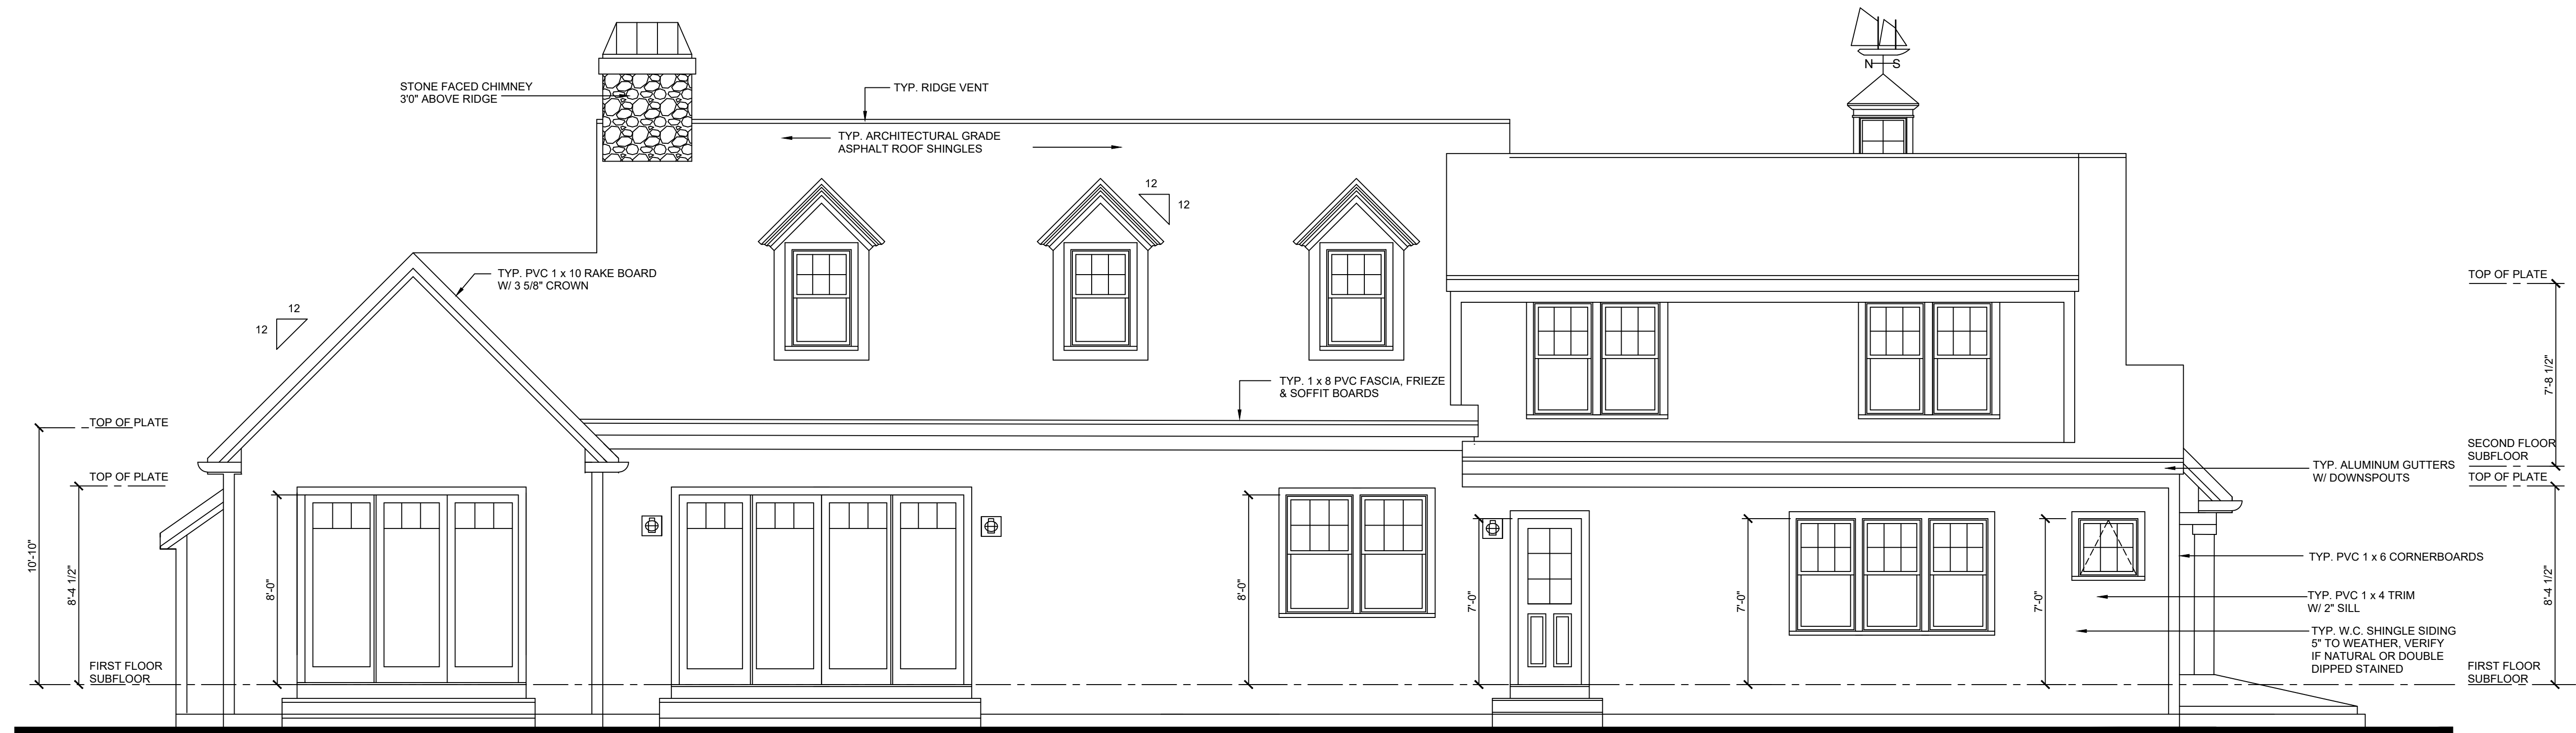 N S
STONE FACED CHIMNEY
3'0" ABOVE RIDGE
TYP. RIDGE VENT
TYP. ARCHITECTURAL GRADE
ASPHALT ROOF SHINGLES
12
12
TYP. PVC 1 x 10 RAKE BOARD
W/ 3 5/8" CROWN
12
12
TYP. 1 x 8 PVC FASCIA, FRIEZE
& SOFFIT BOARDS
TOP OF PLATE
7'-8 1/2"
SECOND FLOOR
SUBFLOOR
TOP OF PLATE
8'-4 1/2"
FIRST FLOOR
SUBFLOOR
TOP OF PLATE
10'-10"
TOP OF PLATE
8'-4 1/2"
FIRST FLOOR
SUBFLOOR
8'-0"
8'-0"
7'-0"
7'-0"
7'-0"
TYP. ALUMINUM GUTTERS
W/ DOWNSPOUTS
TYP. PVC 1 x 6 CORNERBOARDS
TYP. PVC 1 x 4 TRIM
W/ 2" SILL
TYP. W.C. SHINGLE SIDING
5" TO WEATHER, VERIFY
IF NATURAL OR DOUBLE
DIPPED STAINED